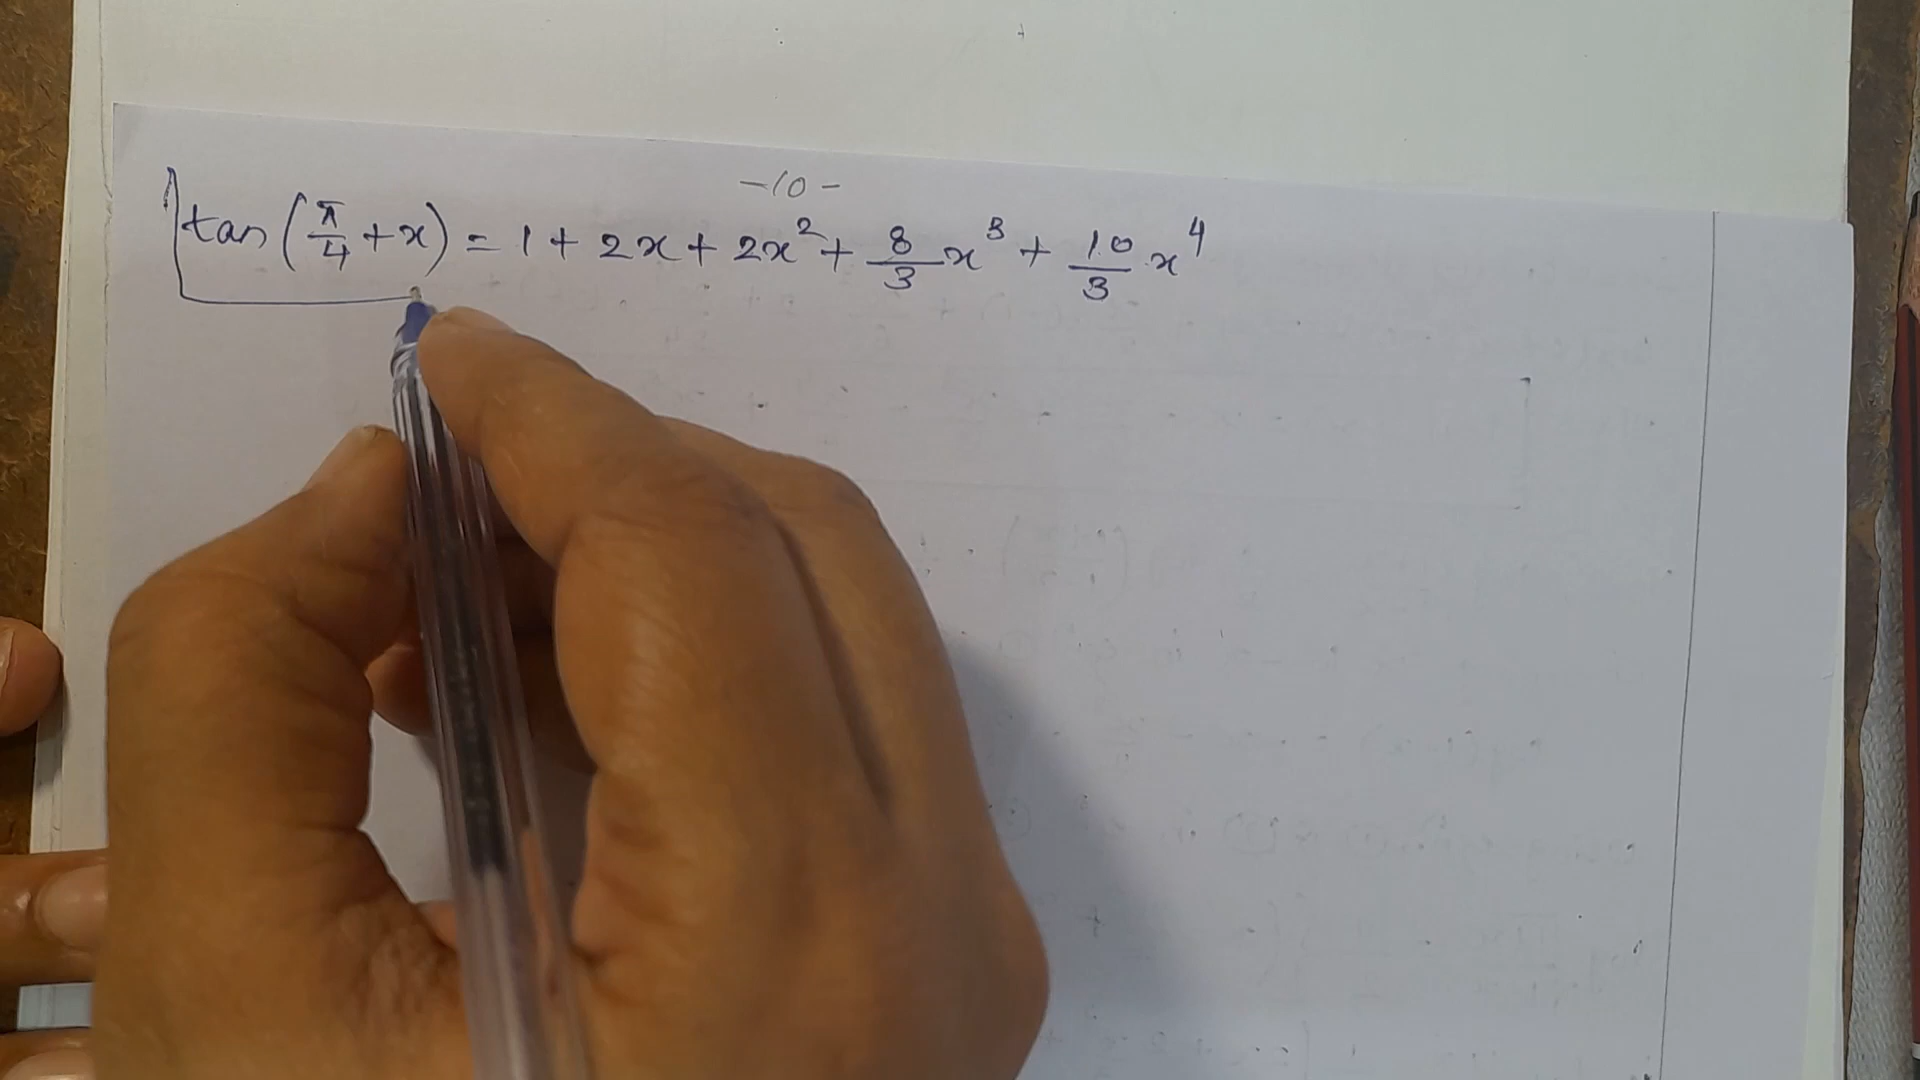 -10-
tan(π/4+x) = 1 + 2x + 2x² + 8/3 x³ + 10/3 x⁴